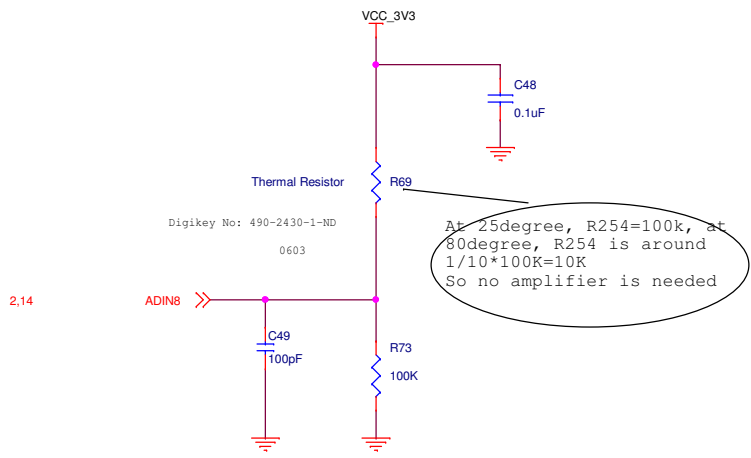 VCC_3V3
C48
0.1uF
Thermal Resistor
R69
Digikey No: 490-2430-1-ND
0603
At 25degree, R254=100k, at
80degree, R254 is around
1/10*100K=10K
So no amplifier is needed
2,14
ADIN8
C49
100pF
R73
100K